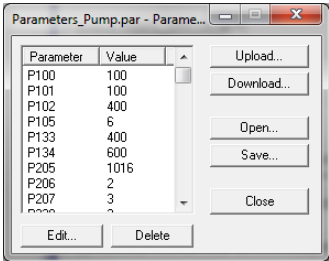 Parameters_Pump.par - Parame...
Parameter Value
P100 100
P101 100
P102 400
P105 6
P133 400
P134 600
P205 1016
P206 2
P207 3
Upload...
Download...
Open...
Save...
Close
Edit...
Delete